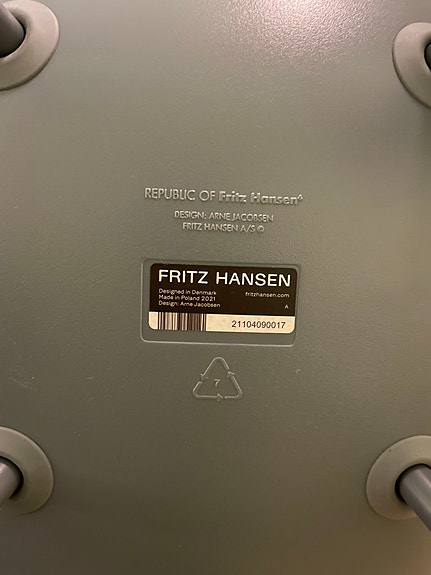 REPUBLIC OF Fritz Hansen®
DESIGN: ARNE JACOBSEN
FRITZ HANSEN A/S ©
FRITZ HANSEN
Designed in Denmark
fritzhansen.com
Made in Poland 2021
Design: Arne Jacobsen
A
21104090017
7